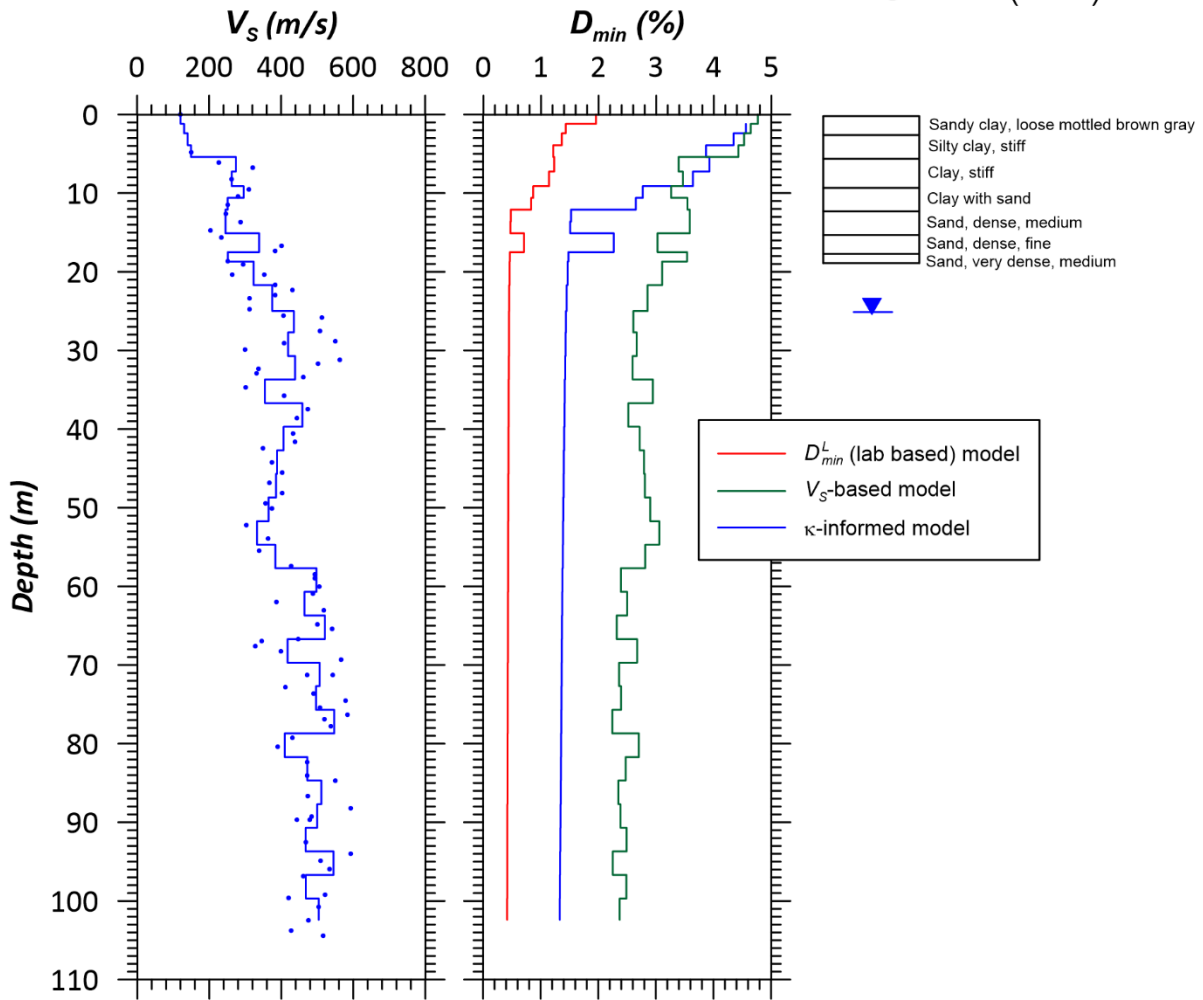 V_S (m/s)
D_min (%)
0 200 400 600 800
0 1 2 3 4 5
0
10
20
30
40
50
60
70
80
90
100
110
Depth (m)
Sandy clay, loose mottled brown gray
Silty clay, stiff
Clay, stiff
Clay with sand
Sand, dense, medium
Sand, dense, fine
Sand, very dense, medium
D^L_min (lab based) model
V_S-based model
κ-informed model